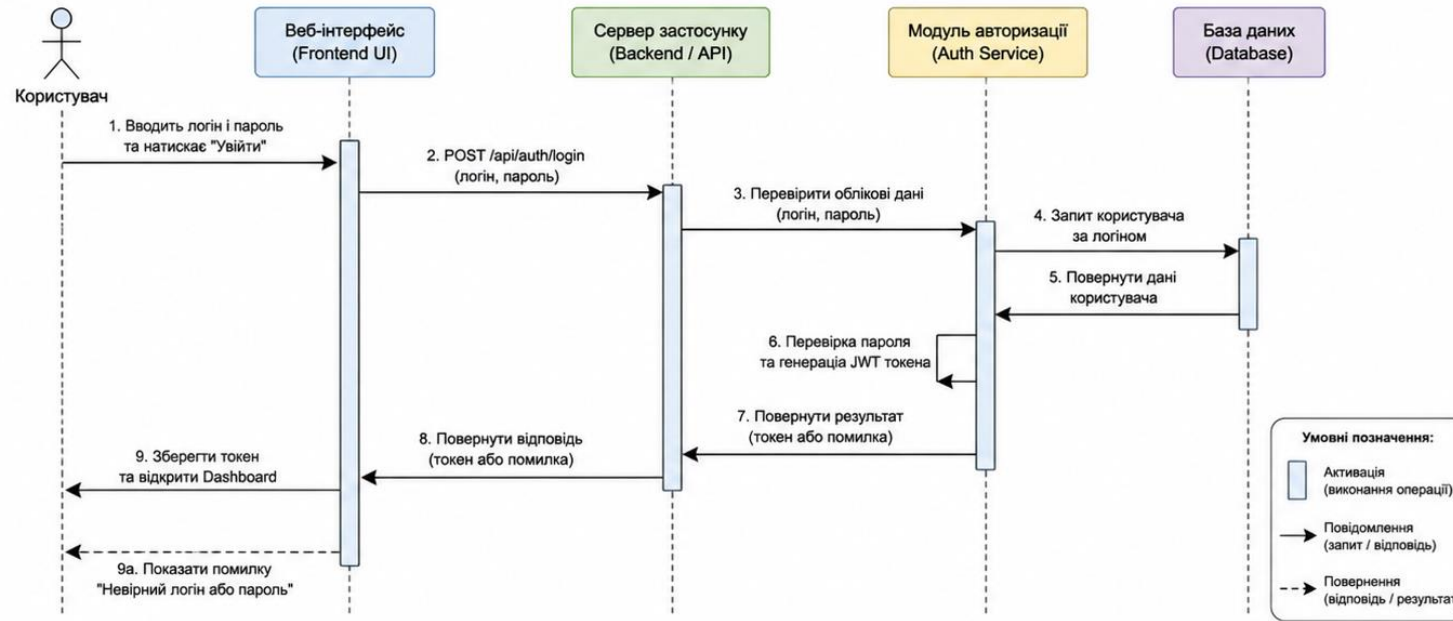 Веб-інтерфейс
(Frontend UI)
Сервер застосунку
(Backend / API)
Модуль авторизації
(Auth Service)
База даних
(Database)
Користувач
1. Вводить логін і пароль
та натискає "Увійти"
2. POST /api/auth/login
(логін, пароль)
3. Перевірити облікові дані
(логін, пароль)
4. Запит користувача
за логіном
5. Повернути дані
користувача
6. Перевірка пароля
та генераціа JWT токена
7. Повернути результат
(токен або помилка)
8. Повернути відповідь
(токен або помилка)
9. Зберегти токен
та відкрити Dashboard
9а. Показати помилку
"Невірний логін або пароль"
Умовні позначення:
Активація
(виконання операції)
Повідомлення
(запит / відповідь)
Повернення
(відповідь / результат